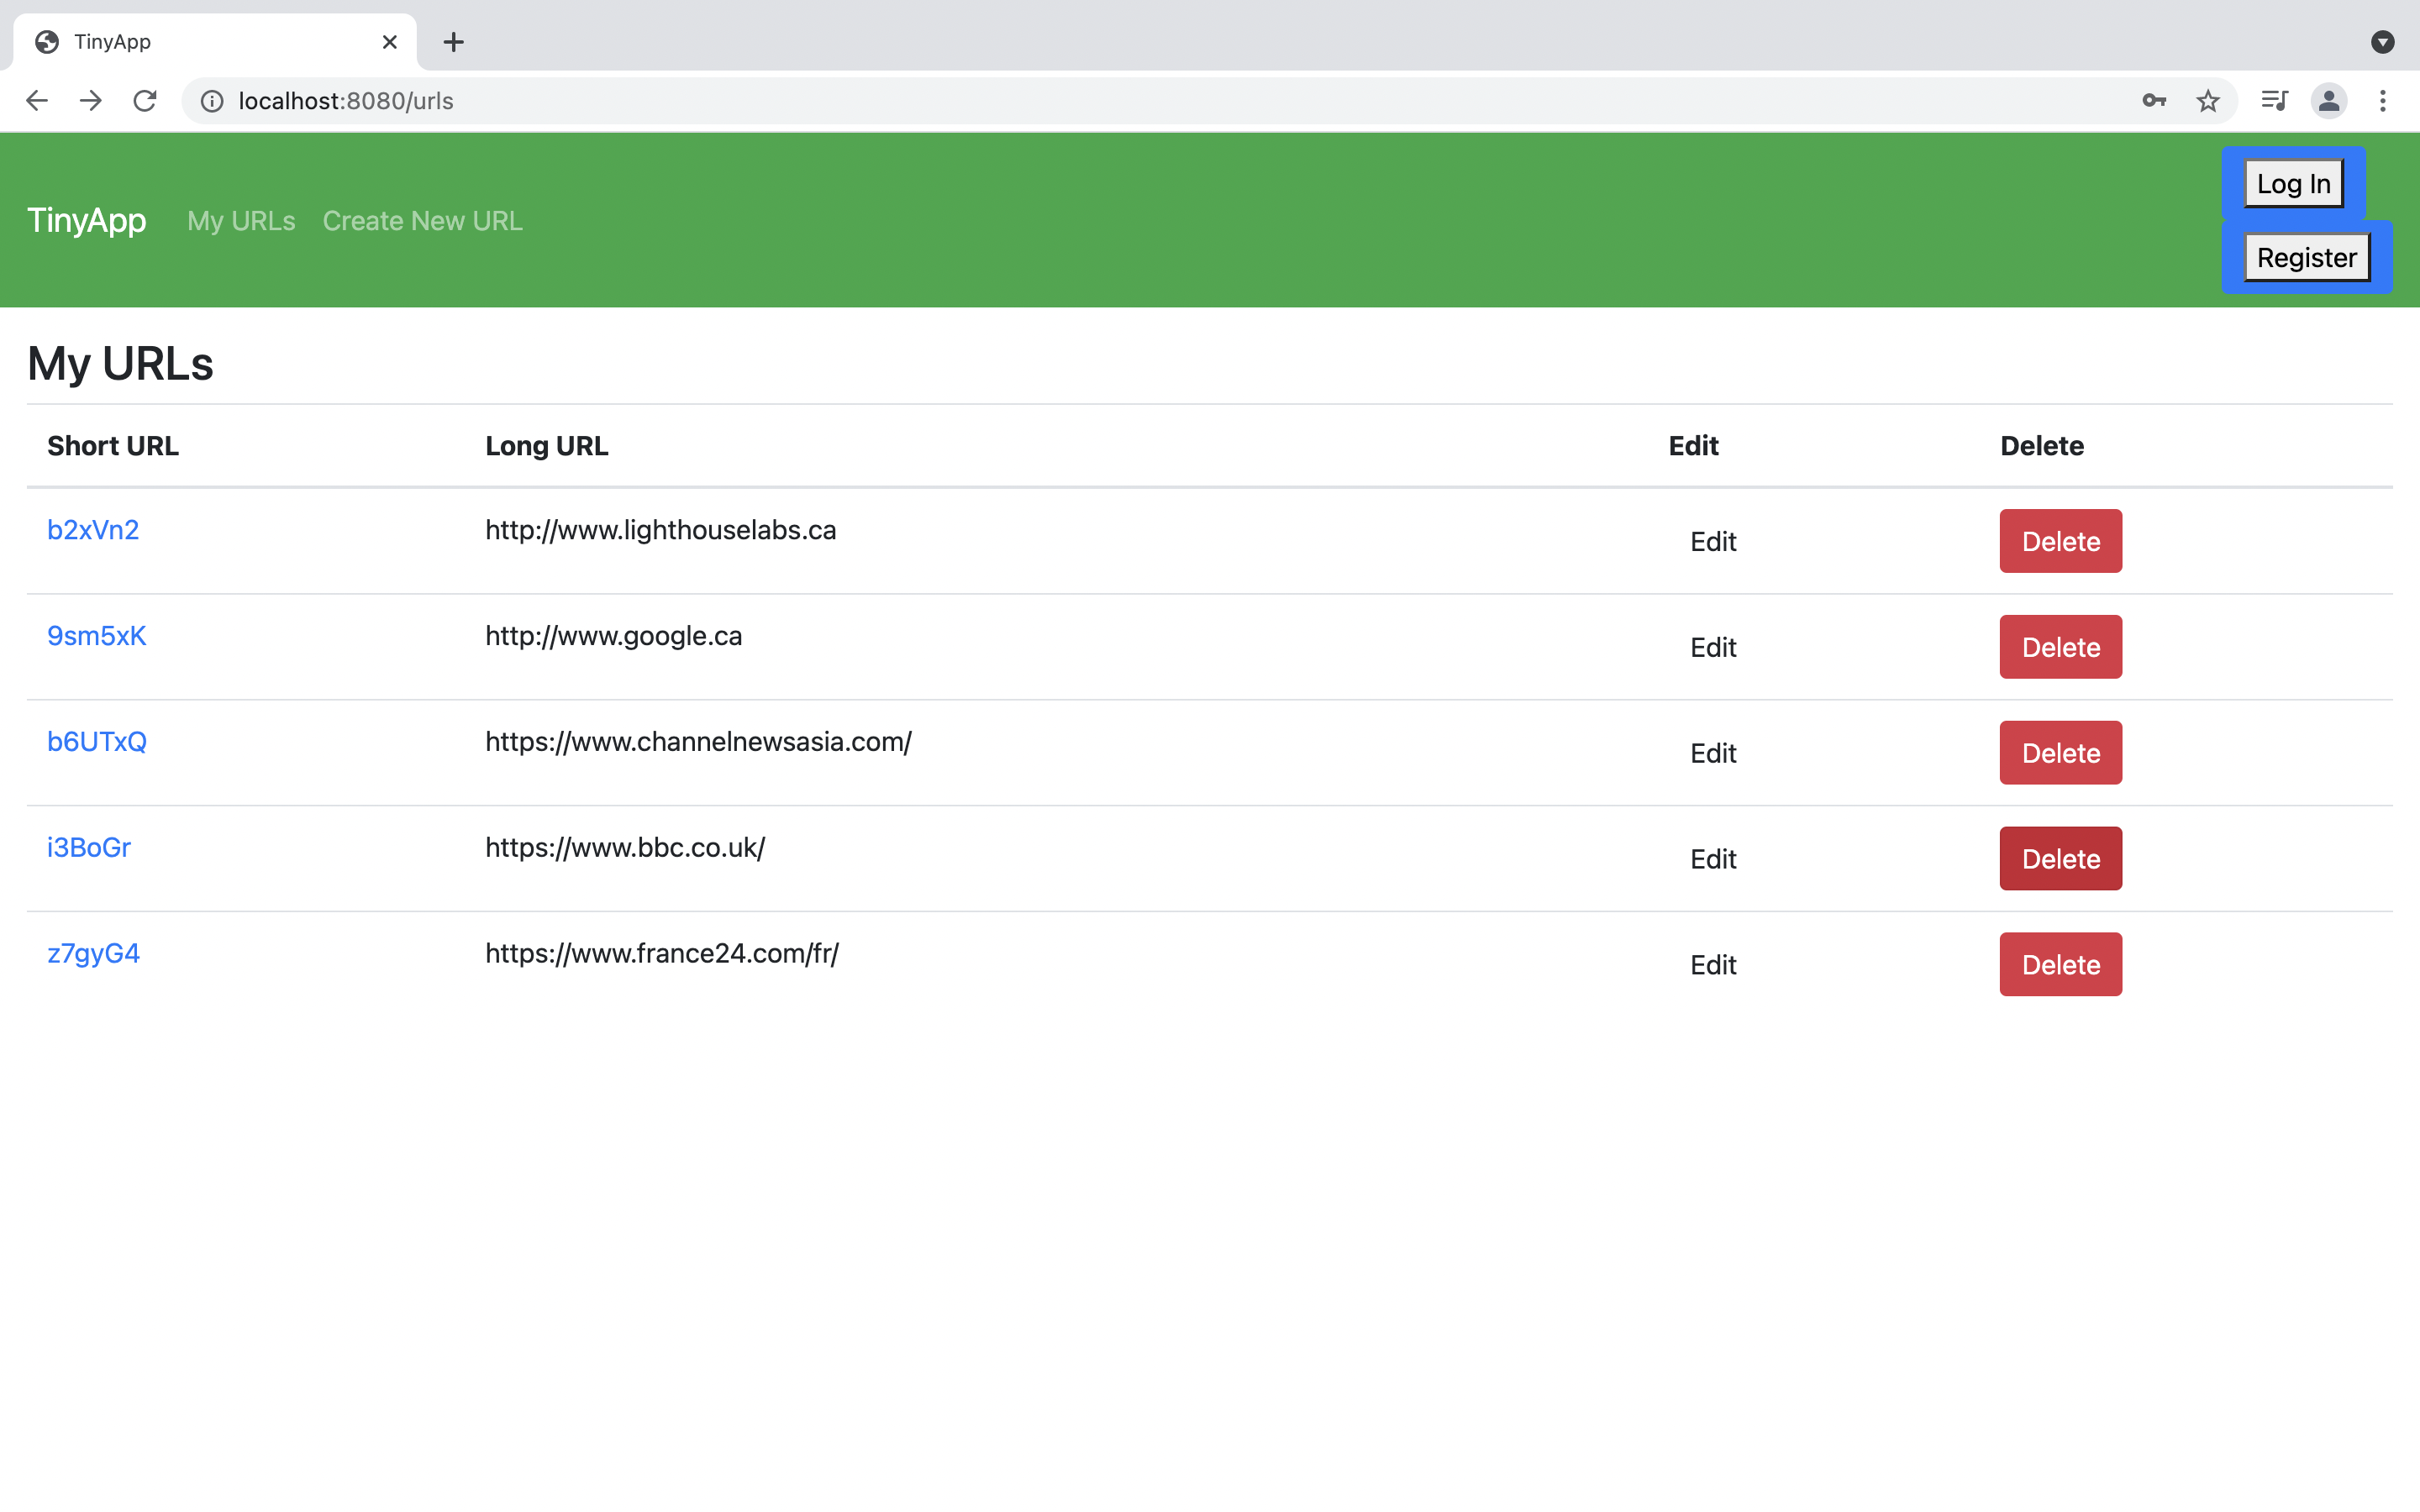 TinyApp
localhost:8080/urls
TinyApp My URLs Create New URL
Log In
Register
My URLs
Short URL Long URL Edit Delete
b2xVn2 http://www.lighthouselabs.ca Edit Delete
9sm5xK http://www.google.ca Edit Delete
b6UTxQ https://www.channelnewsasia.com/ Edit Delete
i3BoGr https://www.bbc.co.uk/ Edit Delete
z7gyG4 https://www.france24.com/fr/ Edit Delete